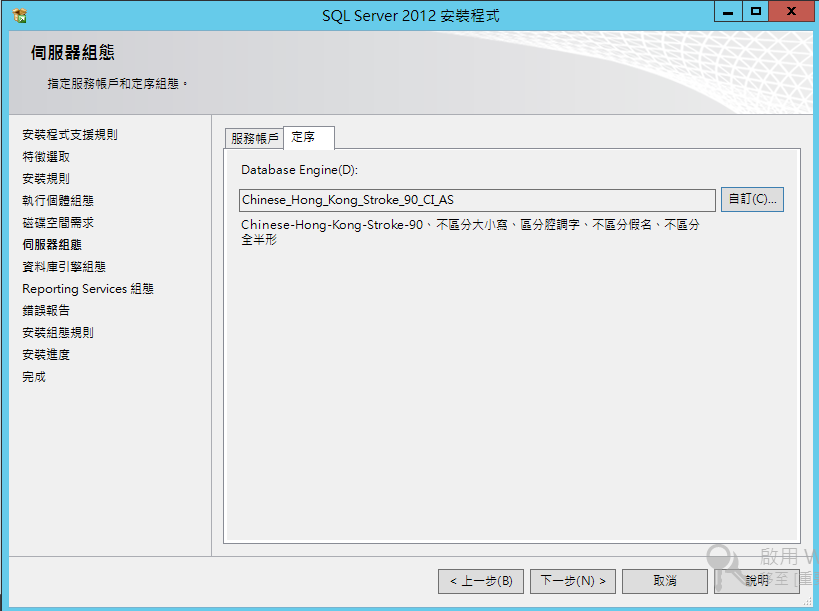 SQL Server 2012 安裝程式
伺服器組態
指定服務帳戶和定序組態。
安裝程式支援規則
特徵選取
安裝規則
執行個體組態
磁碟空間需求
伺服器組態
資料庫引擎組態
Reporting Services 組態
錯誤報告
安裝組態規則
安裝進度
完成
服務帳戶 定序
Database Engine(D):
Chinese_Hong_Kong_Stroke_90_CI_AS 自訂(C)...
Chinese-Hong-Kong-Stroke-90、不區分大小寫、區分腔調字、不區分假名、不區分
全半形
啟用 W
移至 [重
< 上一步(B) 下一步(N) > 取消 說明